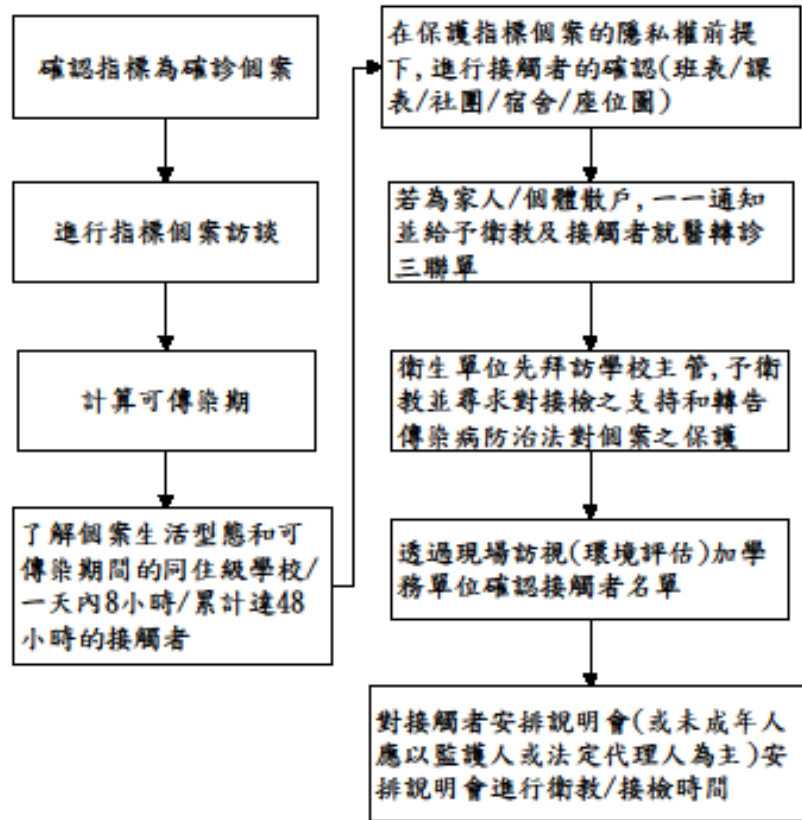 確認指標為確診個案
進行指標個案訪談
計算可傳染期
了解個案生活型態和可
傳染期間的同住級學校/
一天內8小時/累計達48
小時的接觸者
在保護指標個案的隱私權前提
下,進行接觸者的確認(班表/課
表/社團/宿舍/座位圖)
若為家人/個體散戶,一一通知
並給予衛教及接觸者就醫轉診
三聯單
衛生單位先拜訪學校主管,予衛
教並尋求對接檢之支持和轉告
傳染病防治法對個案之保護
透過現場訪視(環境評估)加學
務單位確認接觸者名單
對接觸者安排說明會(或未成年人
應以監護人或法定代理人為主)安
排說明會進行衛教/接檢時間